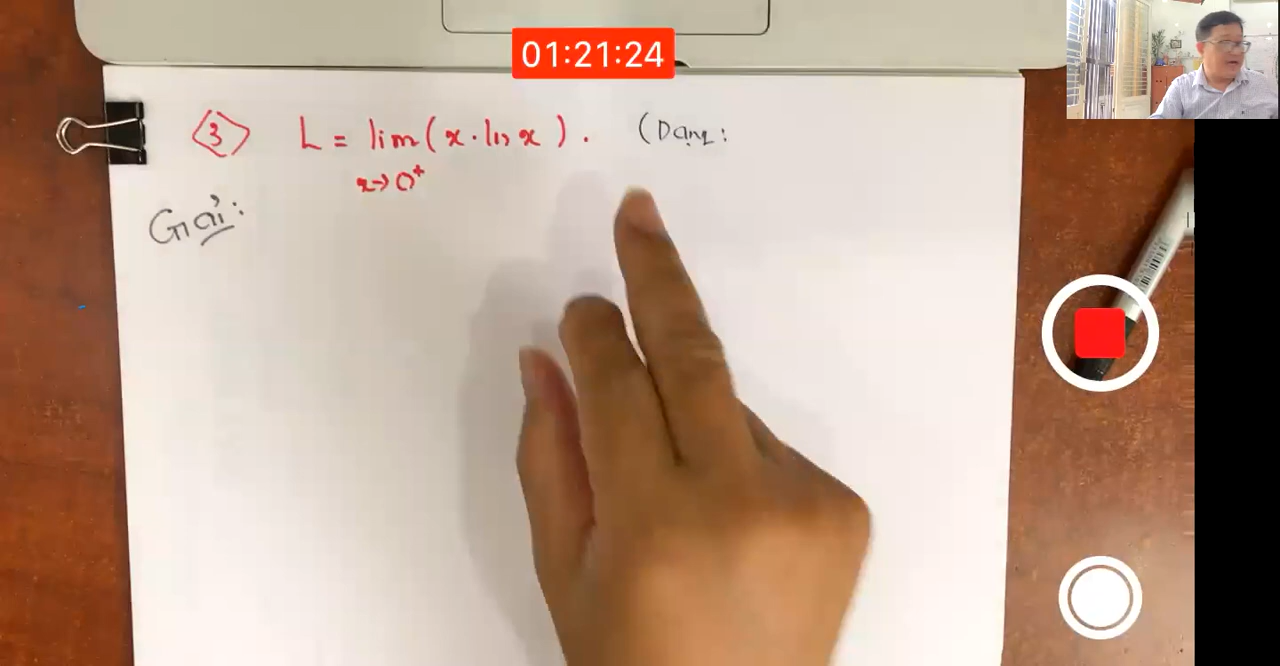 01:21:24
3 L = lim ( x . ln x ) . (Dạng :
x→0⁺
Giải :